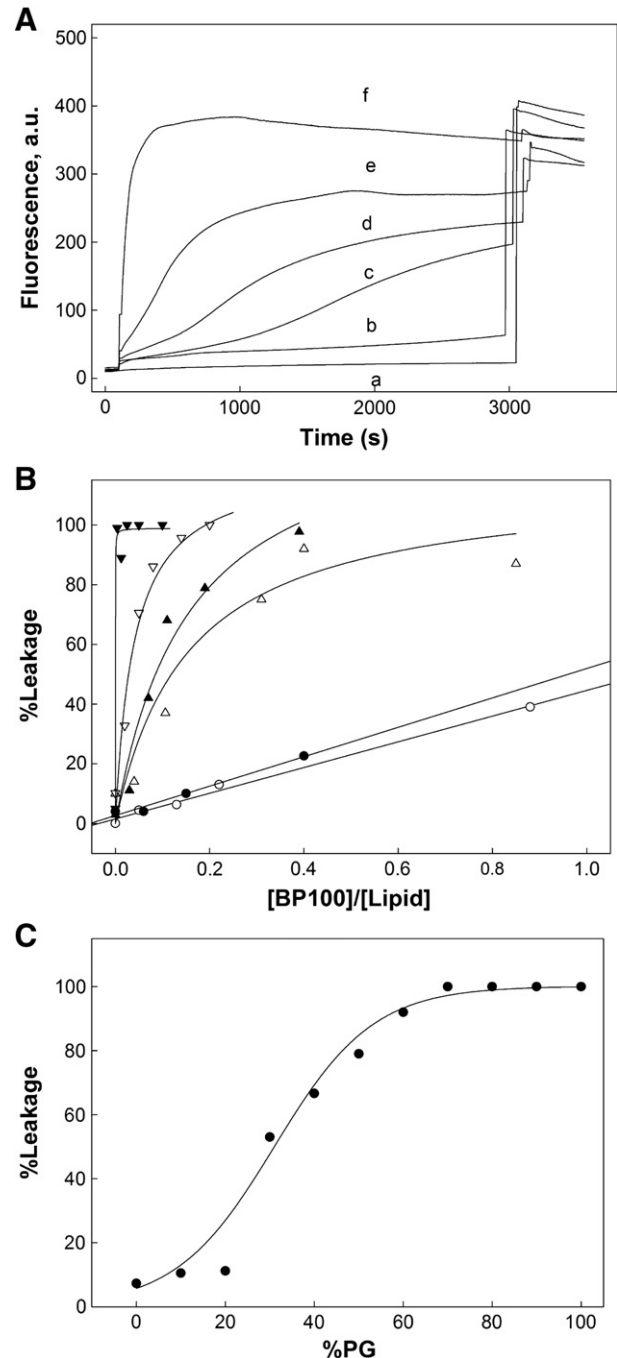 A
500
400
300
200
100
0
Fluorescence, a.u.
f
e
d
c
b
a
0 1000 2000 3000
Time (s)
B
100
80
60
40
20
0
%Leakage
0.0 0.2 0.4 0.6 0.8 1.0
[BP100]/[Lipid]
C
100
80
60
40
20
0
%Leakage
0 20 40 60 80 100
%PG